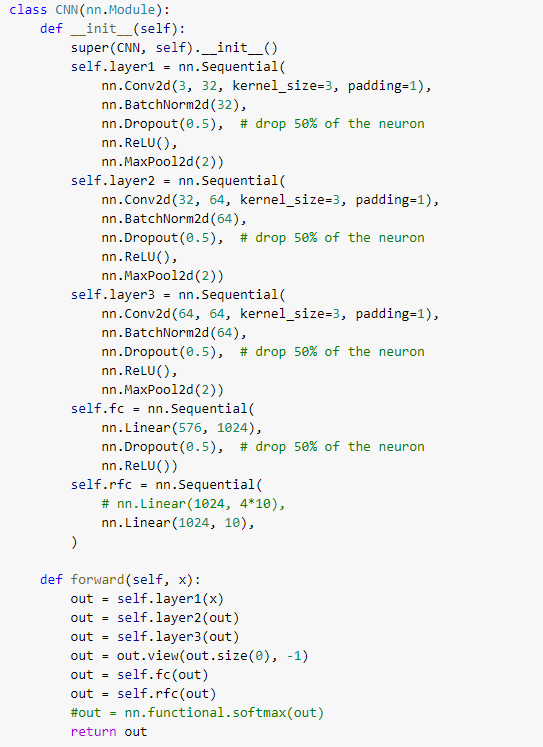 class CNN(nn.Module):
    def __init__(self):
        super(CNN, self).__init__()
        self.layer1 = nn.Sequential(
            nn.Conv2d(3, 32, kernel_size=3, padding=1),
            nn.BatchNorm2d(32),
            nn.Dropout(0.5),  # drop 50% of the neuron
            nn.ReLU(),
            nn.MaxPool2d(2))
        self.layer2 = nn.Sequential(
            nn.Conv2d(32, 64, kernel_size=3, padding=1),
            nn.BatchNorm2d(64),
            nn.Dropout(0.5),  # drop 50% of the neuron
            nn.ReLU(),
            nn.MaxPool2d(2))
        self.layer3 = nn.Sequential(
            nn.Conv2d(64, 64, kernel_size=3, padding=1),
            nn.BatchNorm2d(64),
            nn.Dropout(0.5),  # drop 50% of the neuron
            nn.ReLU(),
            nn.MaxPool2d(2))
        self.fc = nn.Sequential(
            nn.Linear(576, 1024),
            nn.Dropout(0.5),  # drop 50% of the neuron
            nn.ReLU())
        self.rfc = nn.Sequential(
            # nn.Linear(1024, 4*10),
            nn.Linear(1024, 10),
        )

    def forward(self, x):
        out = self.layer1(x)
        out = self.layer2(out)
        out = self.layer3(out)
        out = out.view(out.size(0), -1)
        out = self.fc(out)
        out = self.rfc(out)
        #out = nn.functional.softmax(out)
        return out